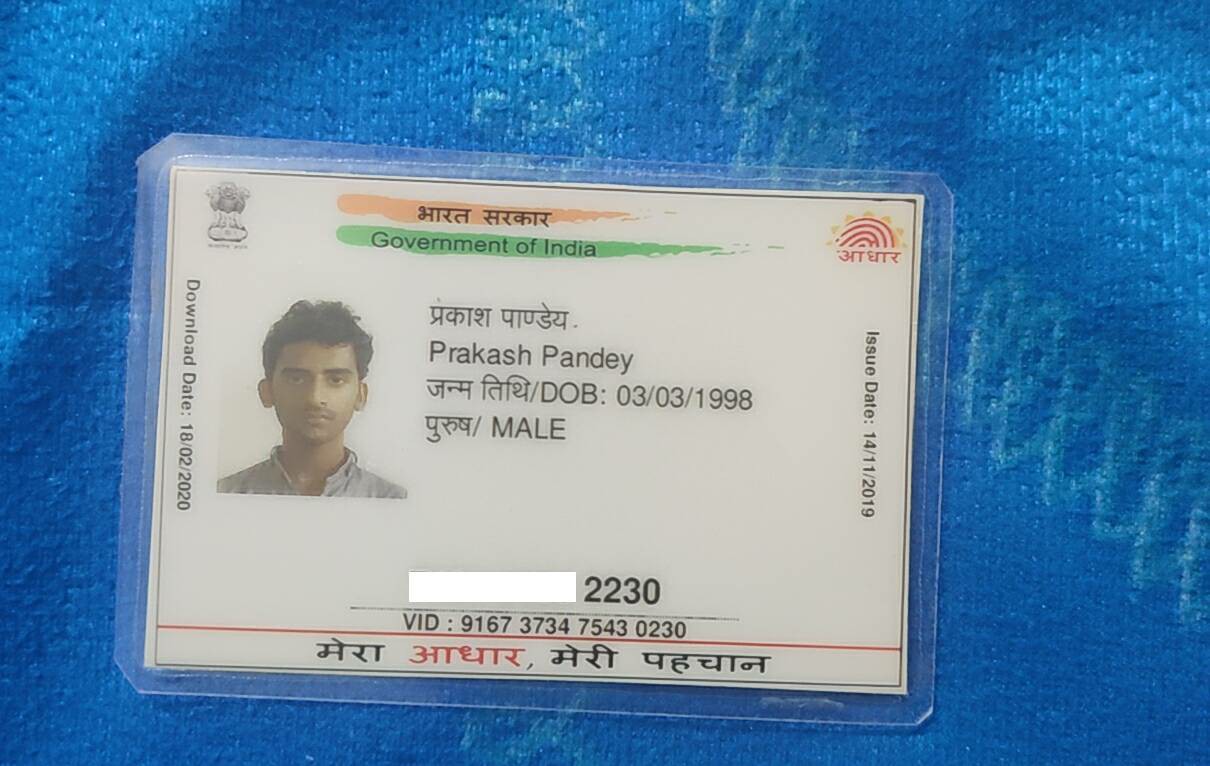 भारत सरकार
Government of India
आधार
Download Date: 18/02/2020
प्रंकाश पाण्डेय.
Prakash Pandey
जन्म तिथि/DOB: 03/03/1998
पुरुष/ MALE
Issue Date: 14/11/2019
2230
VID : 9167 3734 7543 0230
मेरा आधार, मेरी पहचान